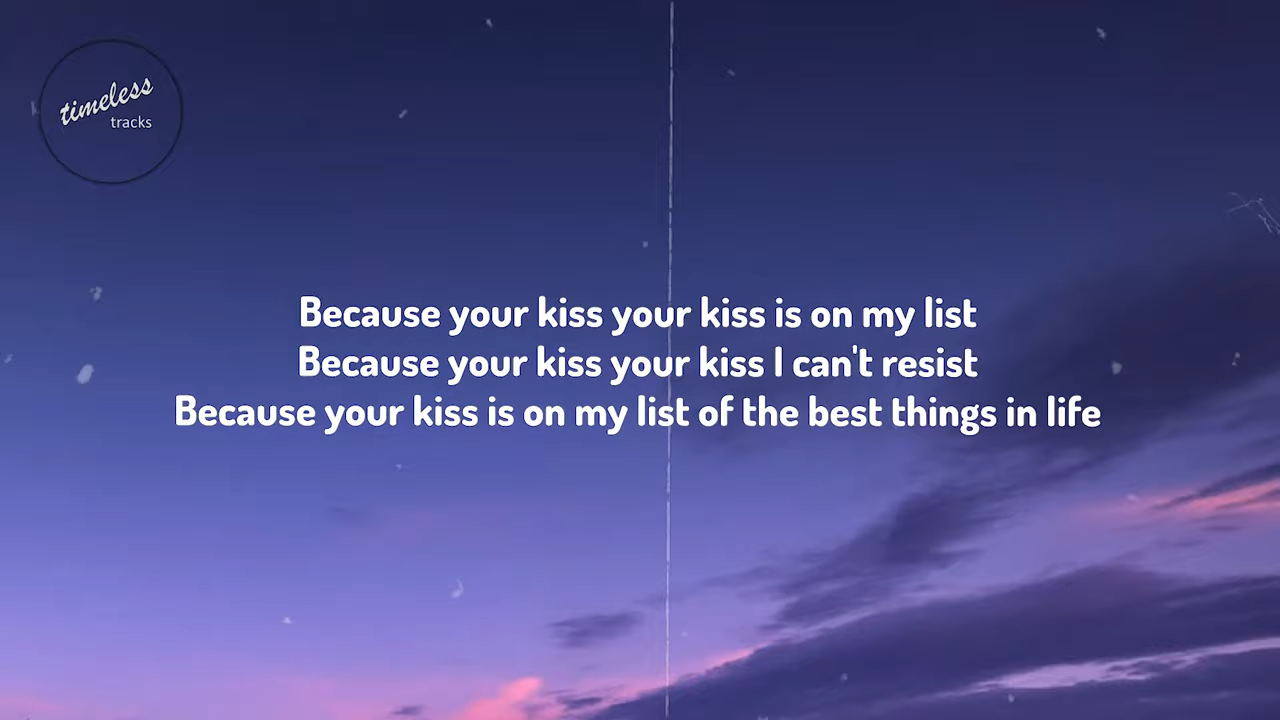 timeless
tracks
Because your kiss your kiss is on my list
Because your kiss your kiss I can't resist
Because your kiss is on my list of the best things in life